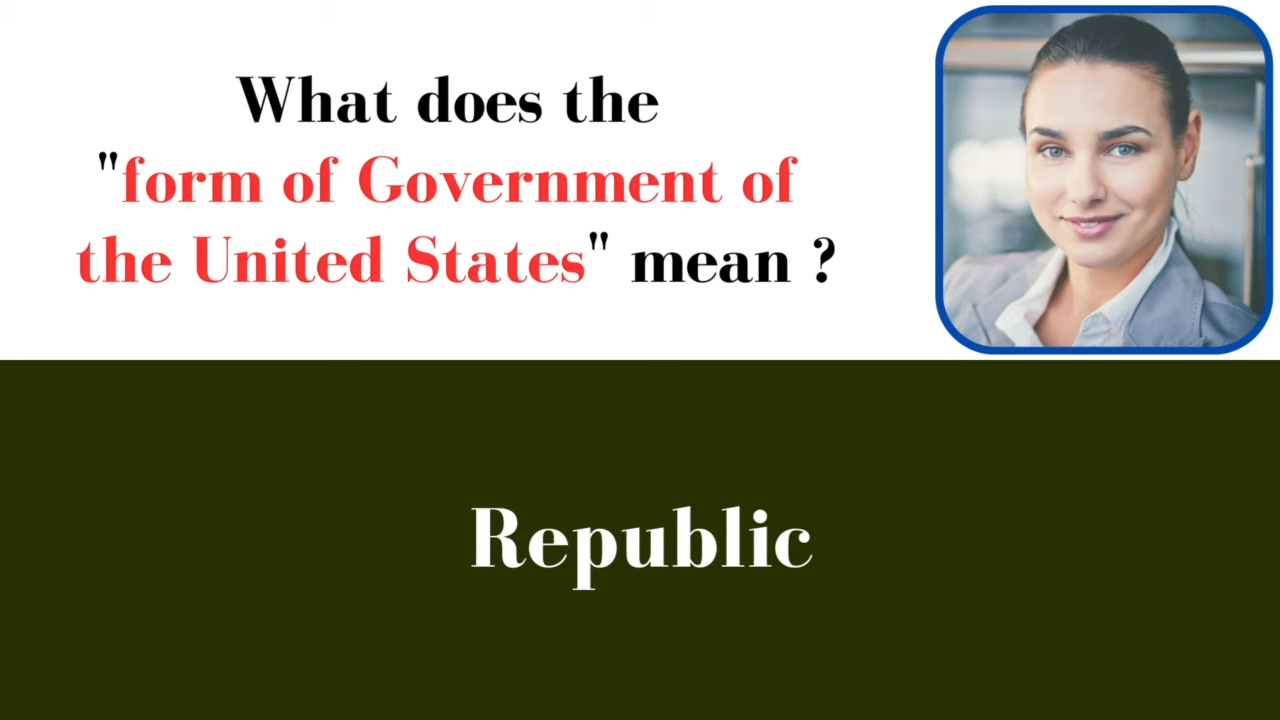 What does the
"form of Government of
the United States" mean ?
Republic